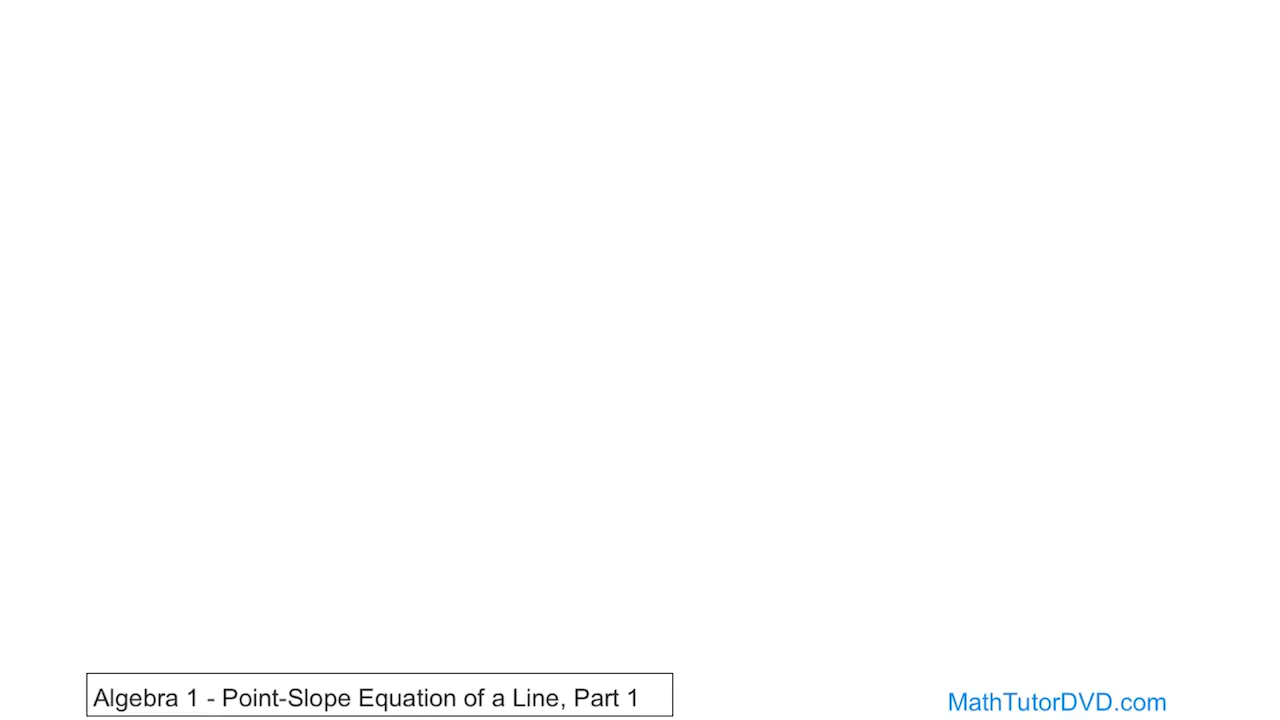 Algebra 1 - Point-Slope Equation of a Line, Part 1
MathTutorDVD.com